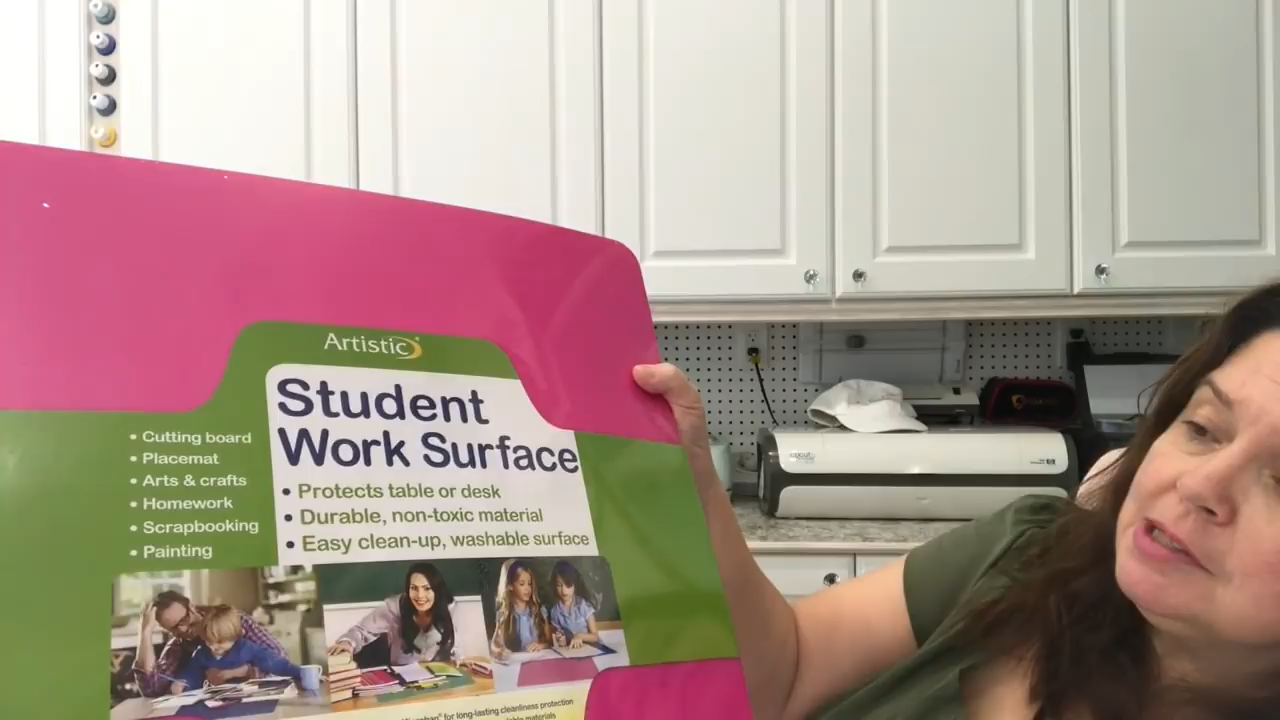 Artistic
Student
Work Surface
• Cutting board
• Placemat
• Arts & crafts
• Homework
• Scrapbooking
• Painting
• Protects table or desk
• Durable, non-toxic material
• Easy clean-up, washable surface
for long-lasting cleanliness protection
materials